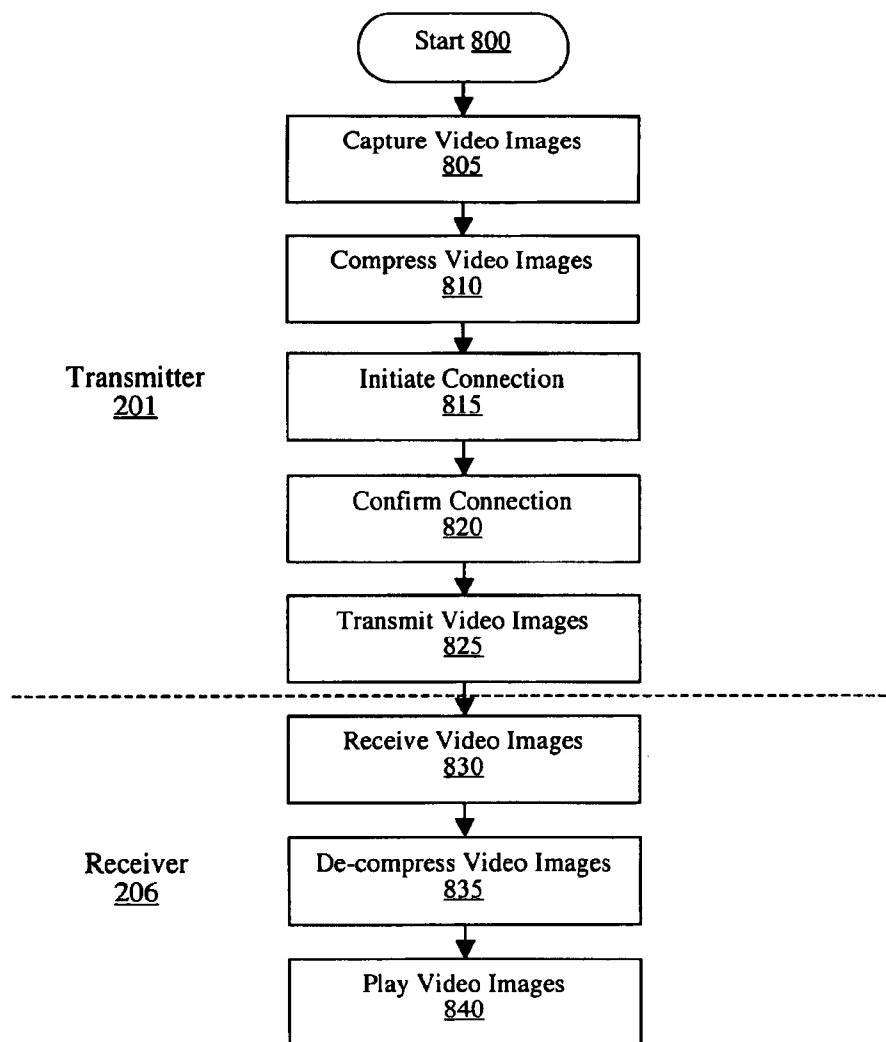 Start 800
Capture Video Images
805
Compress Video Images
810
Transmitter
201
Initiate Connection
815
Confirm Connection
820
Transmit Video Images
825
Receive Video Images
830
Receiver
206
De-compress Video Images
835
Play Video Images
840